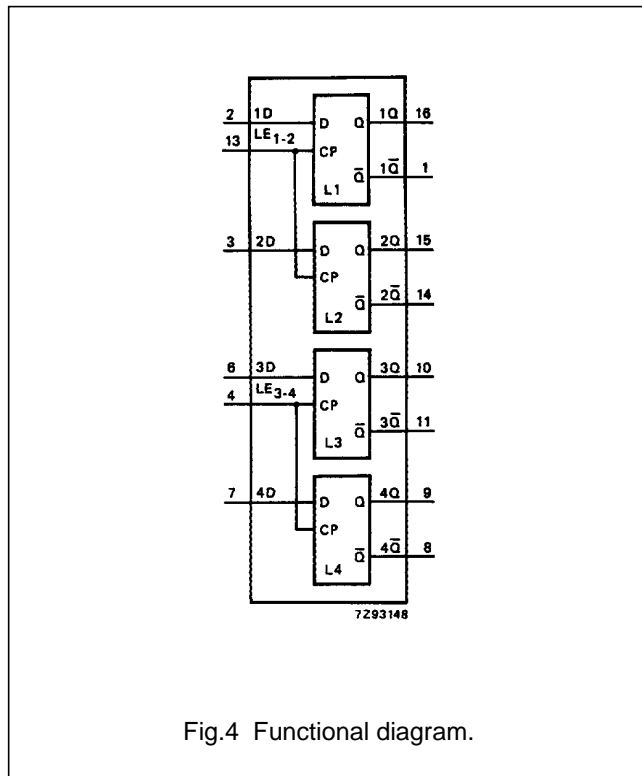 2 1D D Q 1Q 16
13 LE1-2 CP
Q̅ 1Q̅ 1
L1
3 2D D Q 2Q 15
CP
Q̅ 2Q̅ 14
L2
6 3D D Q 3Q 10
4 LE3-4 CP
Q̅ 3Q̅ 11
L3
7 4D D Q 4Q 9
CP
Q̅ 4Q̅ 8
L4
7Z93148
Fig.4 Functional diagram.